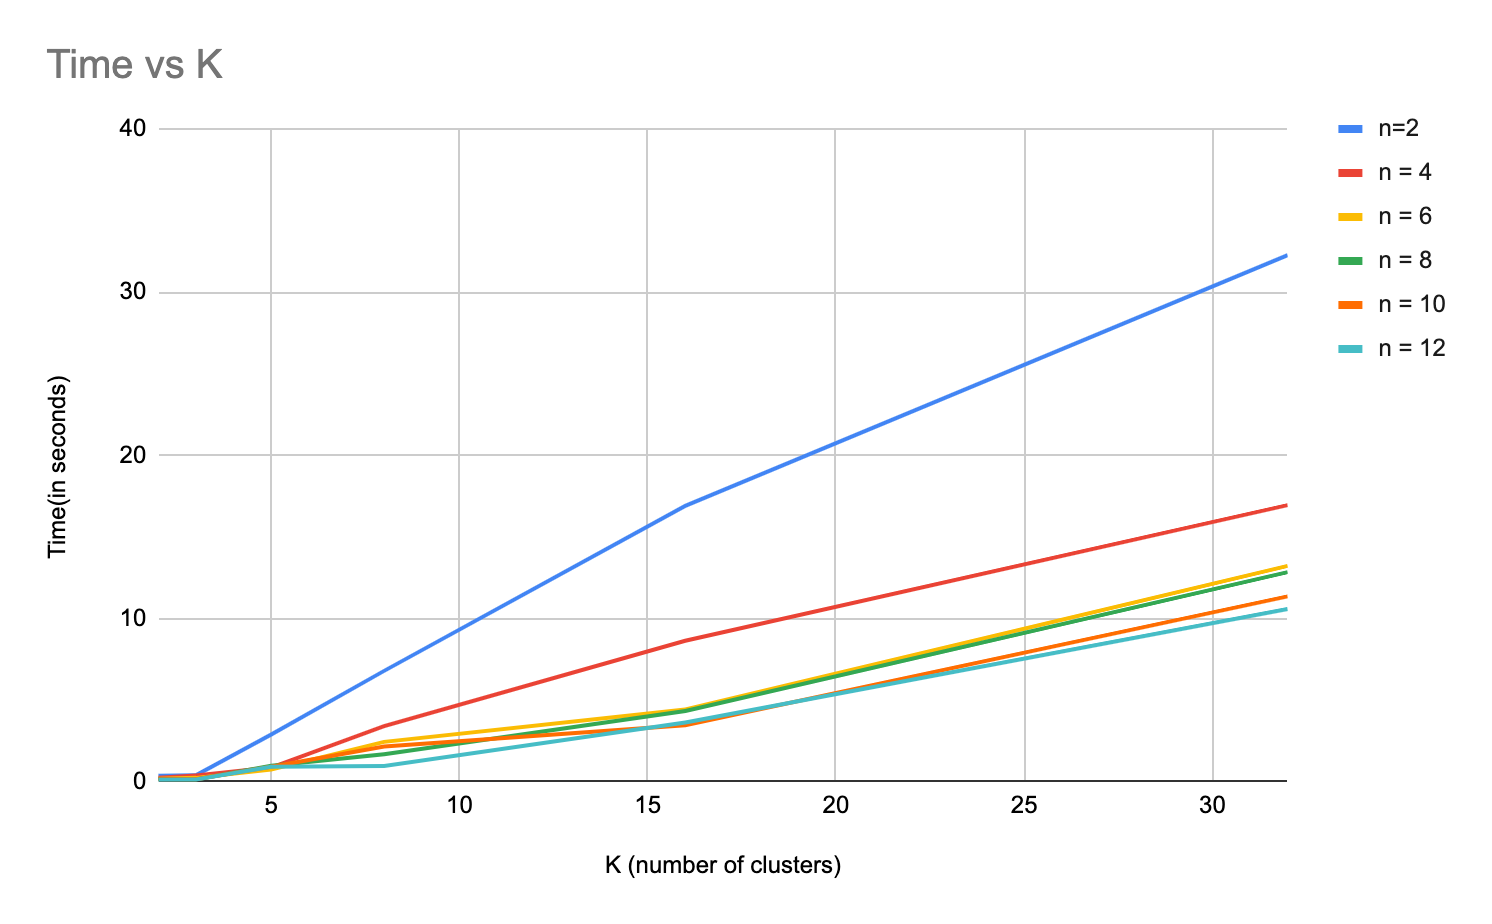 Time vs K
40
30
20
10
0
Time(in seconds)
5 10 15 20 25 30
K (number of clusters)
n=2
n = 4
n = 6
n = 8
n = 10
n = 12